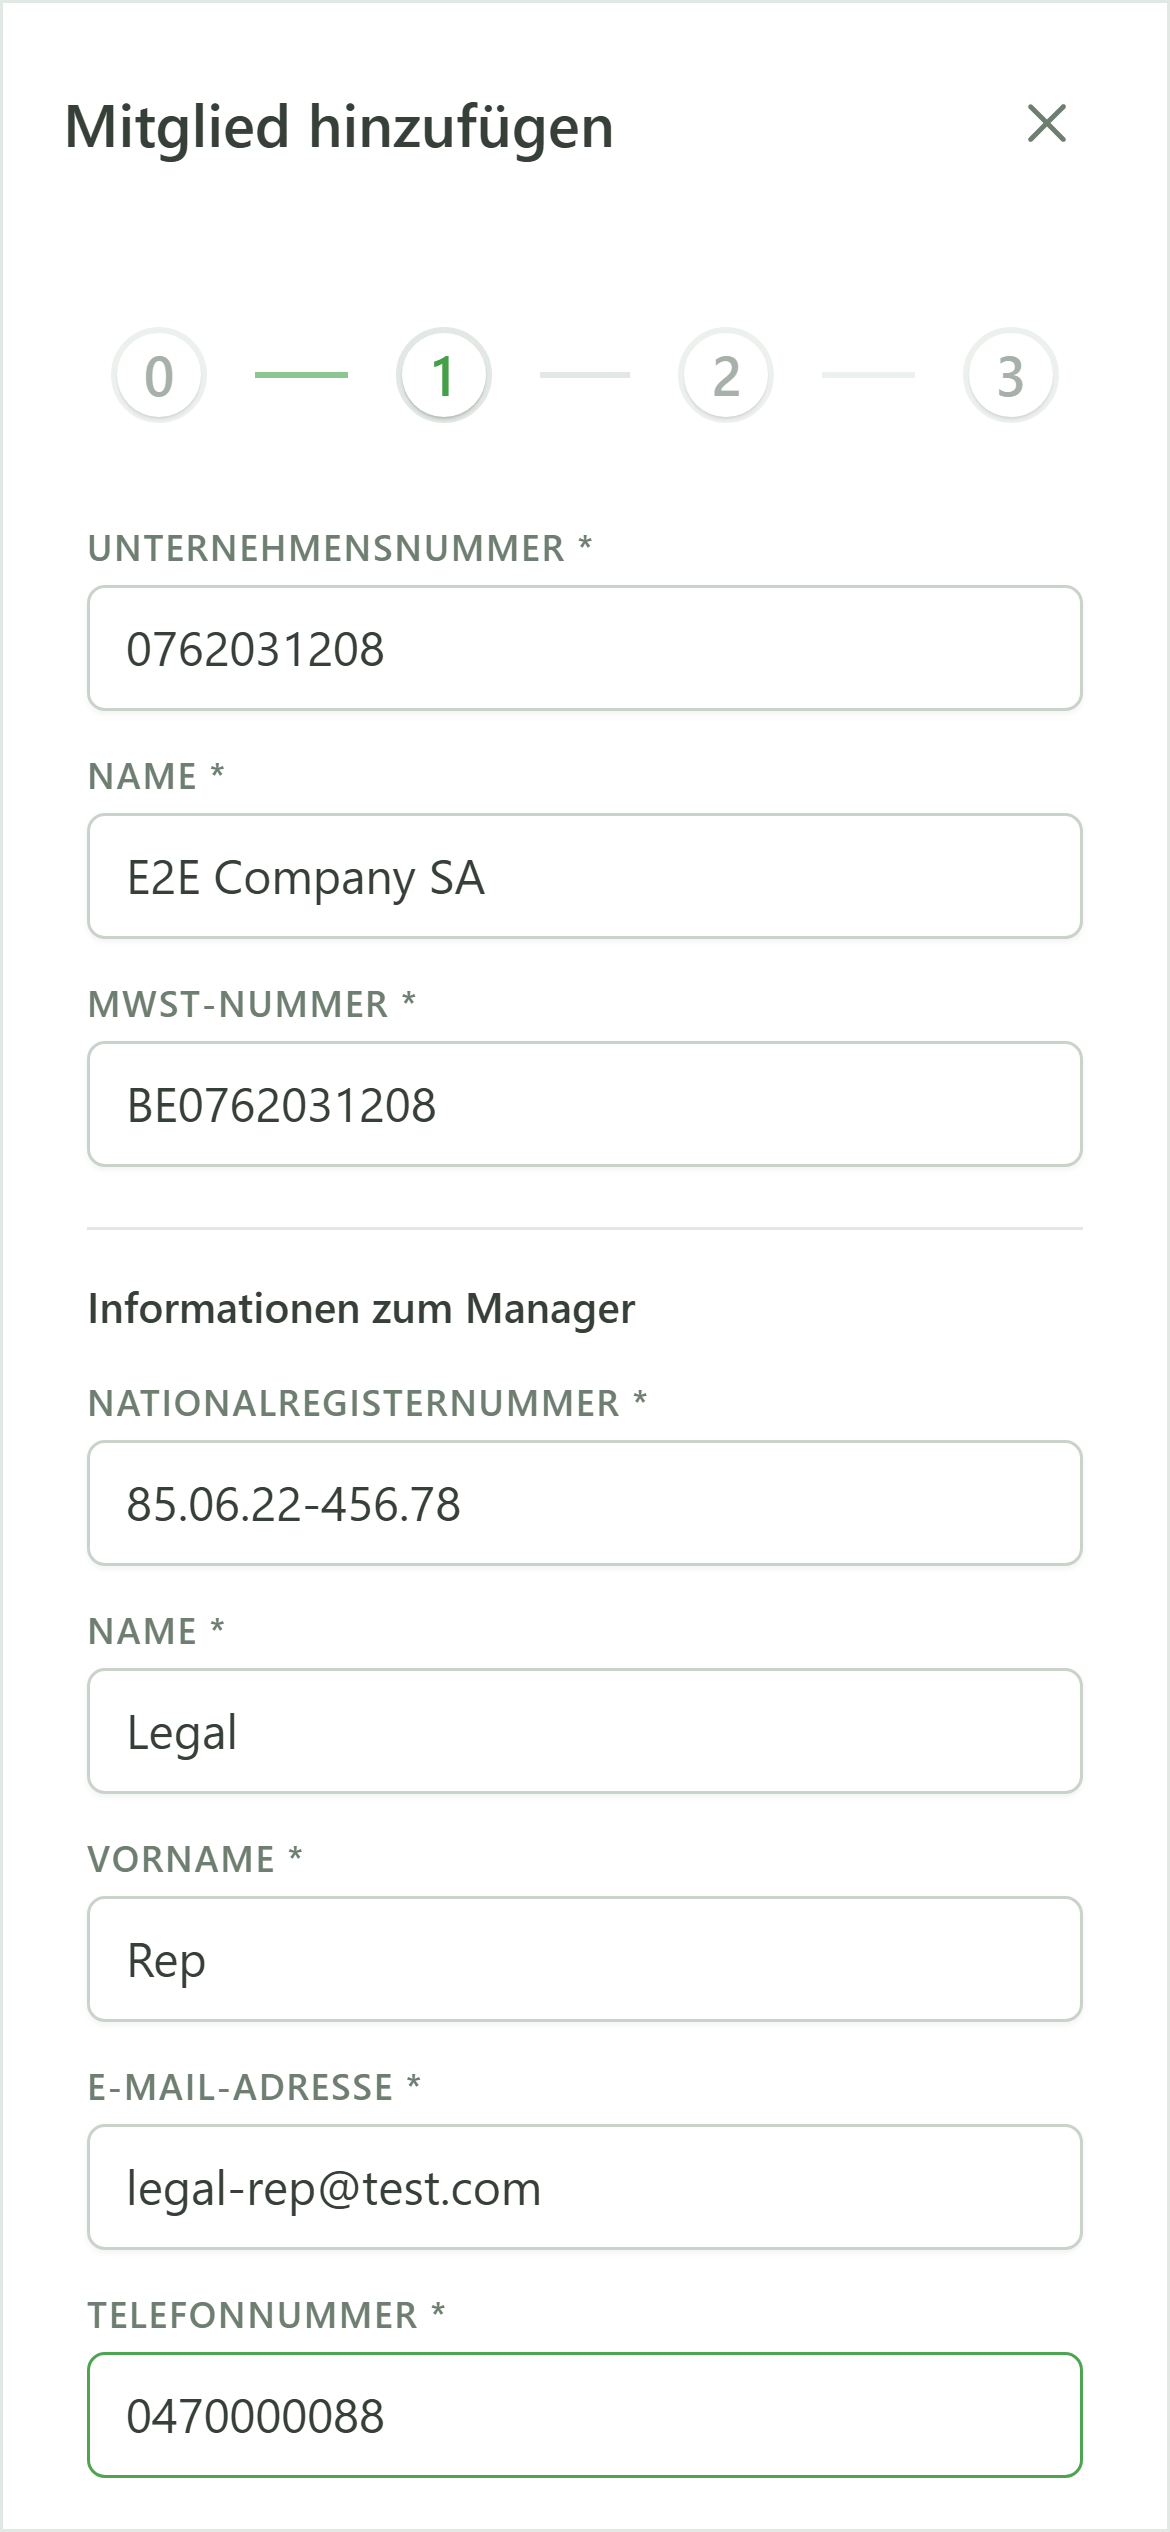 Mitglied hinzufügen
0 1 2 3
UNTERNEHMENSNUMMER *
0762031208
NAME *
E2E Company SA
MWST-NUMMER *
BE0762031208
Informationen zum Manager
NATIONALREGISTERNUMMER *
85.06.22-456.78
NAME *
Legal
VORNAME *
Rep
E-MAIL-ADRESSE *
legal-rep@test.com
TELEFONNUMMER *
0470000088